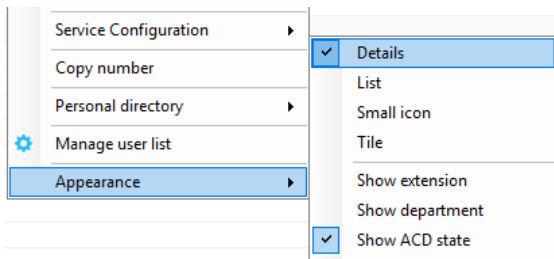 Service Configuration
Copy number
Personal directory
Manage user list
Appearance
Details
List
Small icon
Tile
Show extension
Show department
Show ACD state